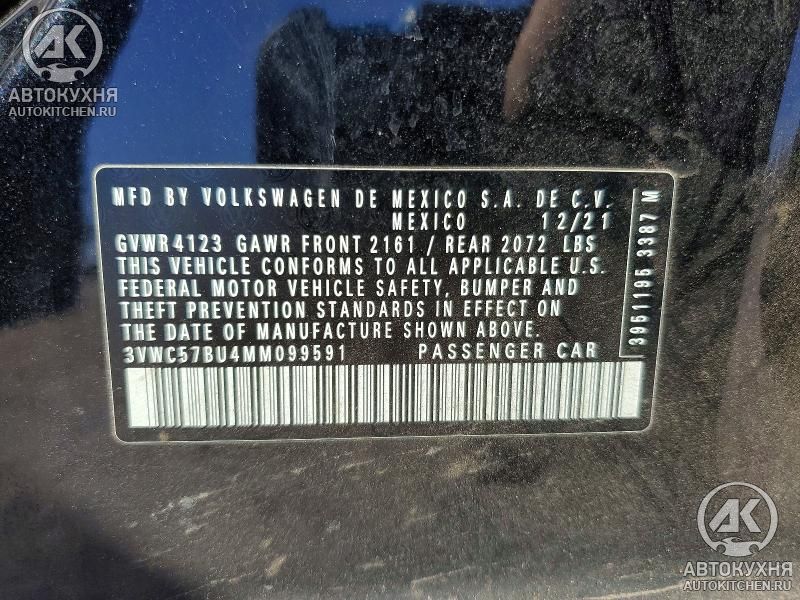 АК
АВТОКУХНЯ
AUTOKITCHEN.RU
MFD BY VOLKSWAGEN DE MEXICO S.A. DE C.V.
MEXICO 12/21
GVWR 4123 GAWR FRONT 2161 / REAR 2072 LBS
THIS VEHICLE CONFORMS TO ALL APPLICABLE U.S.
FEDERAL MOTOR VEHICLE SAFETY, BUMPER AND
THEFT PREVENTION STANDARDS IN EFFECT ON
THE DATE OF MANUFACTURE SHOWN ABOVE.
3VWC57BU4MM099591 PASSENGER CAR
3951195 3387 M
АК
АВТОКУХНЯ
AUTOKITCHEN.RU